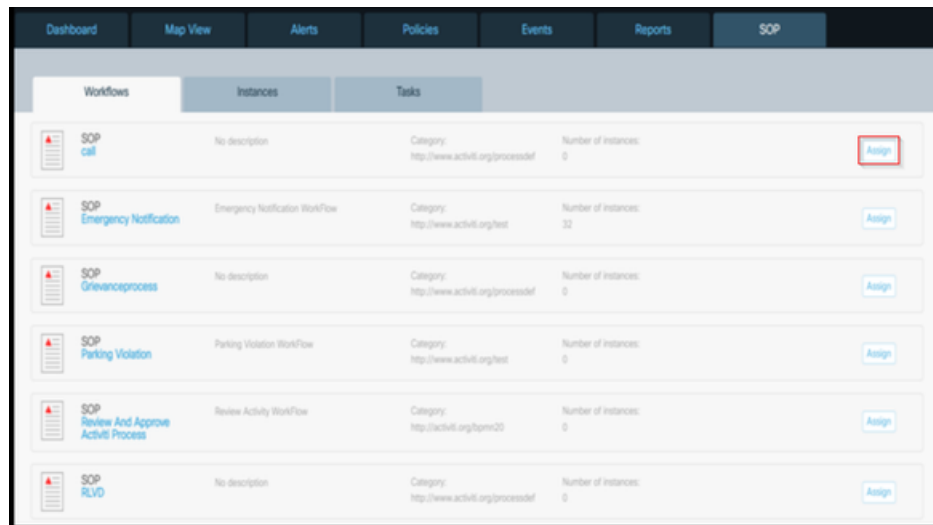 Dashboard Map View Alerts Policies Events Reports SOP
Workflows Instances Tasks
SOP No description Category: Number of instances: Assign
call http://www.activiti.org/processdef 0
SOP Emergency Notification WorkFlow Category: Number of instances: Assign
Emergency Notification http://www.activiti.org/test 32
SOP No description Category: Number of instances: Assign
Grievanceprocess http://www.activiti.org/processdef 0
SOP Parking Violation WorkFlow Category: Number of instances: Assign
Parking Violation http://www.activiti.org/test 0
SOP Review Activity WorkFlow Category: Number of instances: Assign
Review And Approve http://activiti.org/bpmn20 0
Activiti Process
SOP No description Category: Number of instances: Assign
RLVD http://www.activiti.org/processdef 0